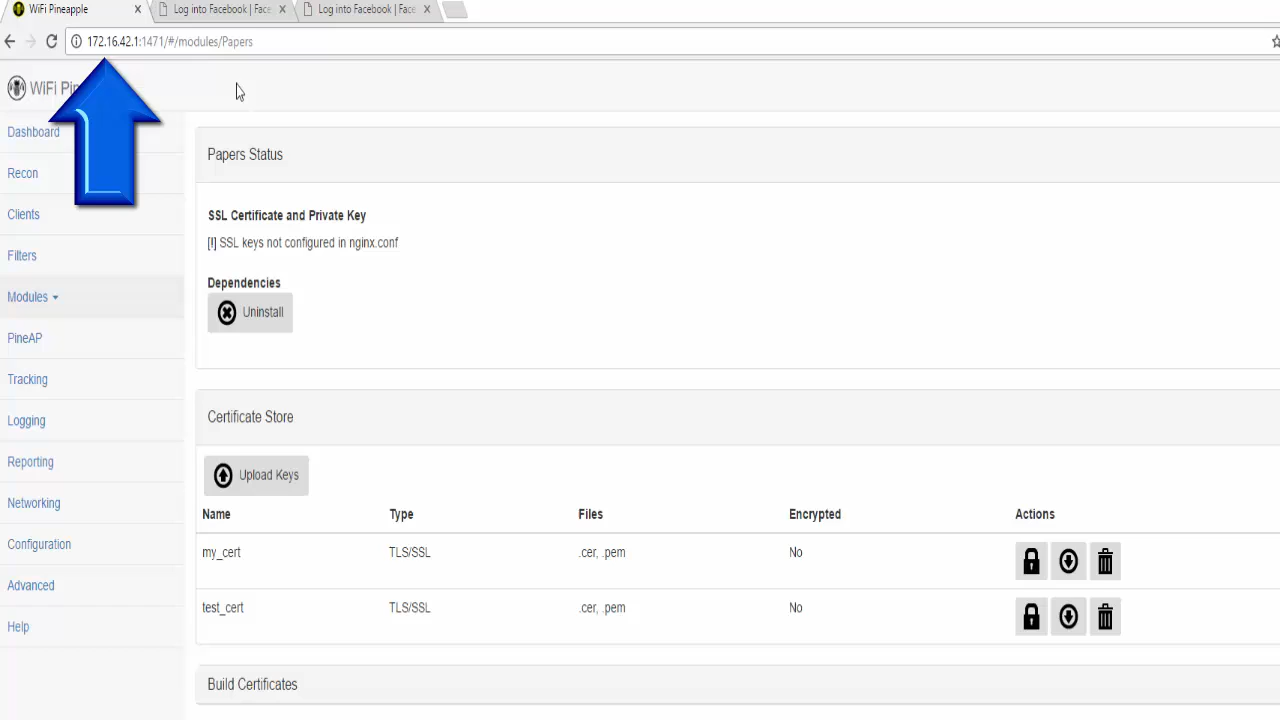 WiFi Pineapple
Log into Facebook | Face
Log into Facebook | Face
172.16.42.1:1471/#/modules/Papers
WiFi Pin
Dashboard
Recon
Clients
Filters
Modules
PineAP
Tracking
Logging
Reporting
Networking
Configuration
Advanced
Help
Papers Status
SSL Certificate and Private Key
[!] SSL keys not configured in nginx.conf
Dependencies
Uninstall
Certificate Store
Upload Keys
Name Type Files Encrypted Actions
my_cert TLS/SSL .cer, .pem No
test_cert TLS/SSL .cer, .pem No
Build Certificates